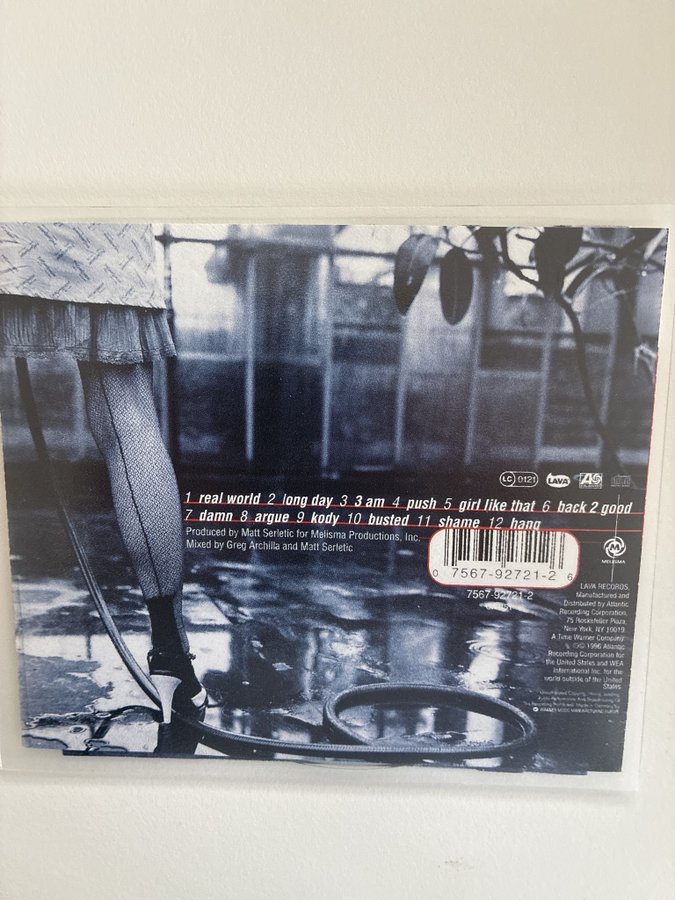 LC 0121 LAVA
1 real world 2 long day 3 3 am 4 push 5 girl like that 6 back 2 good
7 damn 8 argue 9 kody 10 busted 11 shame 12 hang
Produced by Matt Serletic for Melisma Productions, Inc.
Mixed by Greg Archilla and Matt Serletic
0 7567-92721-2 6
7567-92721-2
MELISMA
LAVA RECORDS.
Manufactured and
Distributed by Atlantic
Recording Corporation,
75 Rockefeller Plaza,
New York, NY 10019.
A Time Warner Company
℗ © 1996 Atlantic
Recording Corporation for
the United States and WEA
International Inc. for the
world outside of the United
States.